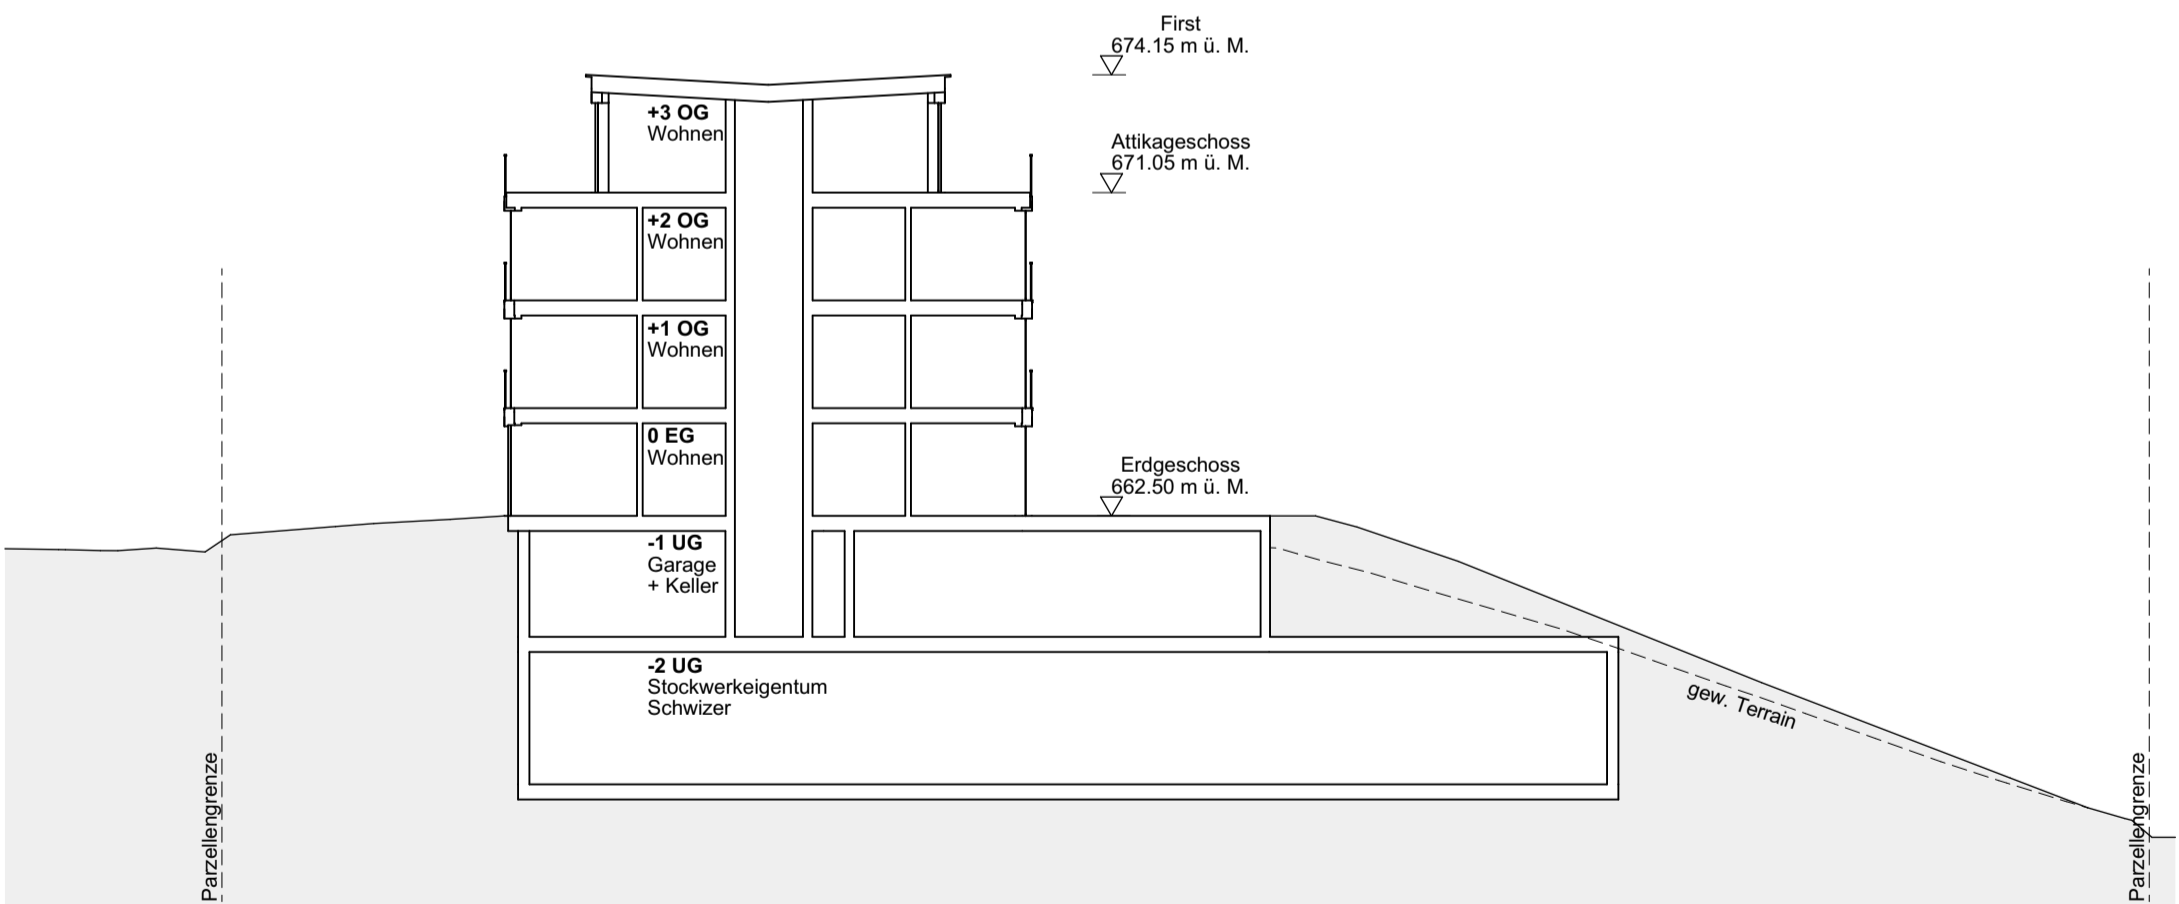 First
674.15 m ü. M.
+3 OG
Wohnen
Attikageschoss
671.05 m ü. M.
+2 OG
Wohnen
+1 OG
Wohnen
0 EG
Wohnen
Erdgeschoss
662.50 m ü. M.
-1 UG
Garage
+ Keller
-2 UG
Stockwerkeigentum
Schwizer
gew. Terrain
Parzellengrenze
Parzellengrenze